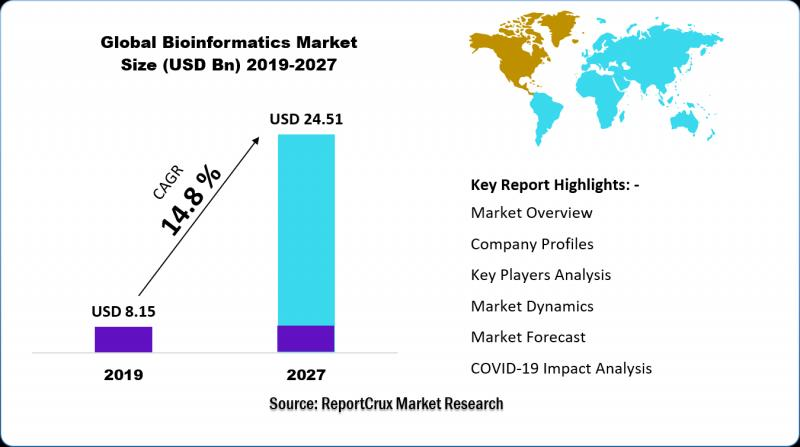 Global Bioinformatics Market
Size (USD Bn) 2019-2027
USD 24.51
CAGR
14.8 %
USD 8.15
2019
2027
Key Report Highlights: -
Market Overview
Company Profiles
Key Players Analysis
Market Dynamics
Market Forecast
COVID-19 Impact Analysis
Source: ReportCrux Market Research